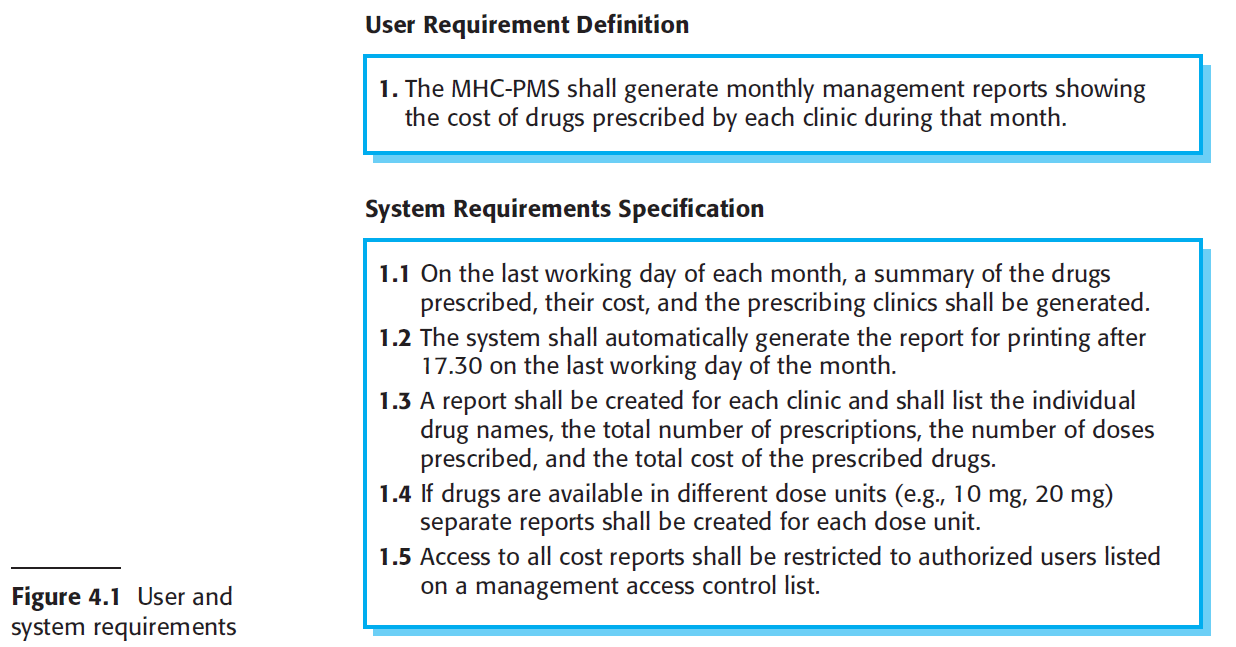 User Requirement Definition
1. The MHC-PMS shall generate monthly management reports showing
the cost of drugs prescribed by each clinic during that month.
System Requirements Specification
1.1 On the last working day of each month, a summary of the drugs
prescribed, their cost, and the prescribing clinics shall be generated.
1.2 The system shall automatically generate the report for printing after
17.30 on the last working day of the month.
1.3 A report shall be created for each clinic and shall list the individual
drug names, the total number of prescriptions, the number of doses
prescribed, and the total cost of the prescribed drugs.
1.4 If drugs are available in different dose units (e.g., 10 mg, 20 mg)
separate reports shall be created for each dose unit.
1.5 Access to all cost reports shall be restricted to authorized users listed
on a management access control list.
Figure 4.1 User and
system requirements